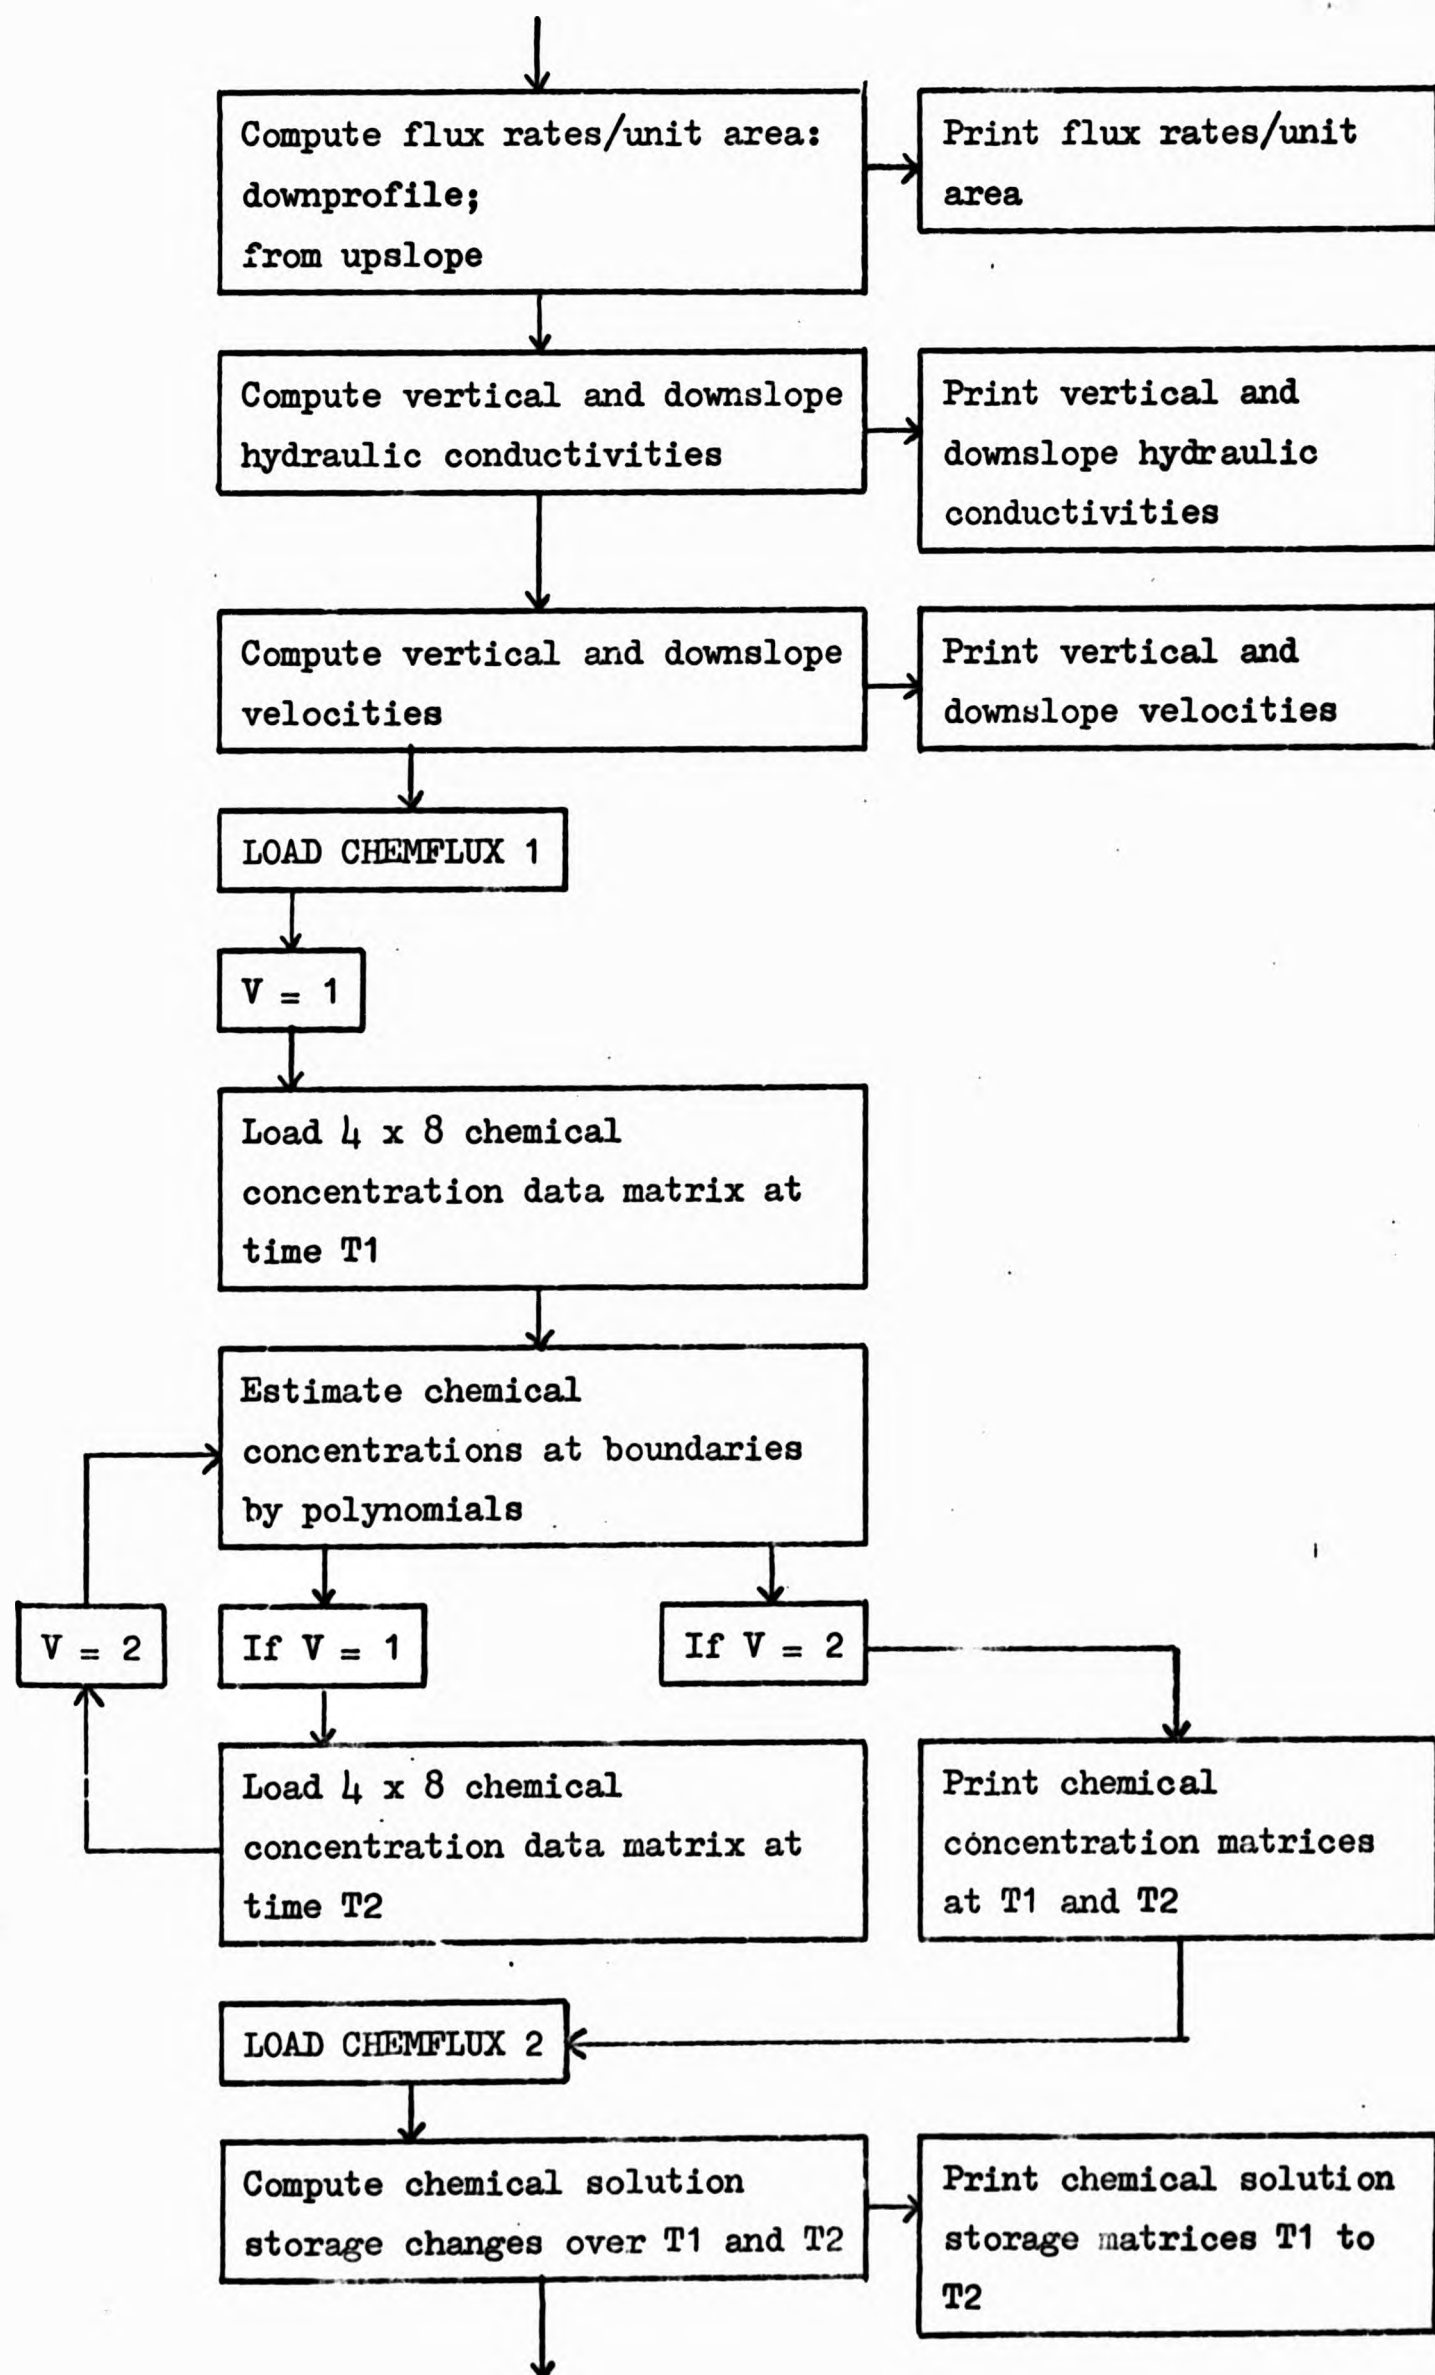 Compute flux rates/unit area:
downprofile;
from upslope
Print flux rates/unit
area
Compute vertical and downslope
hydraulic conductivities
Print vertical and
downslope hydraulic
conductivities
Compute vertical and downslope
velocities
Print vertical and
downslope velocities
LOAD CHEMFLUX 1
V = 1
Load 4 x 8 chemical
concentration data matrix at
time T1
Estimate chemical
concentrations at boundaries
by polynomials
V = 2
If V = 1
If V = 2
Load 4 x 8 chemical
concentration data matrix at
time T2
Print chemical
concentration matrices
at T1 and T2
LOAD CHEMFLUX 2
Compute chemical solution
storage changes over T1 and T2
Print chemical solution
storage matrices T1 to
T2